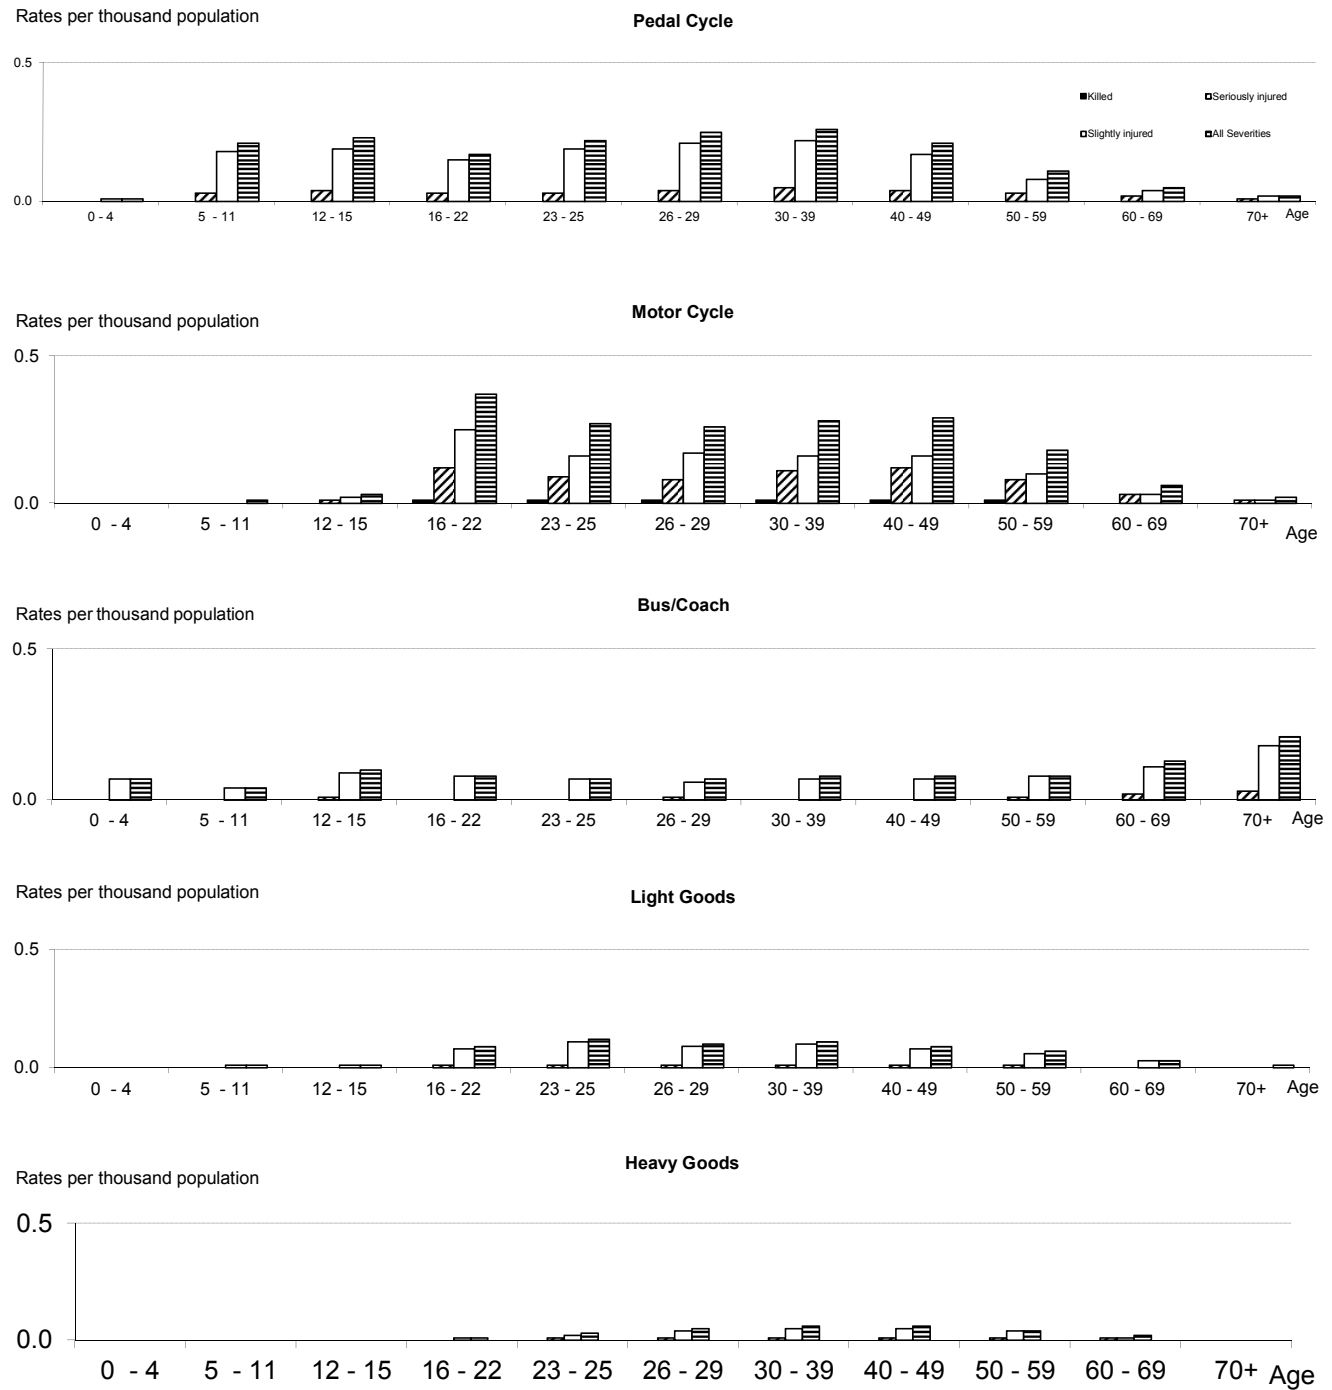 Rates per thousand population
Pedal Cycle
0.5
Killed Seriously injured
Slightly injured All Severities
0.0
0 - 4 5 - 11 12 - 15 16 - 22 23 - 25 26 - 29 30 - 39 40 - 49 50 - 59 60 - 69 70+ Age
Motor Cycle
Rates per thousand population
0.5
0.0
0 - 4 5 - 11 12 - 15 16 - 22 23 - 25 26 - 29 30 - 39 40 - 49 50 - 59 60 - 69 70+ Age
Bus/Coach
Rates per thousand population
0.5
0.0
0 - 4 5 - 11 12 - 15 16 - 22 23 - 25 26 - 29 30 - 39 40 - 49 50 - 59 60 - 69 70+ Age
Rates per thousand population
Light Goods
0.5
0.0
0 - 4 5 - 11 12 - 15 16 - 22 23 - 25 26 - 29 30 - 39 40 - 49 50 - 59 60 - 69 70+ Age
Heavy Goods
Rates per thousand population
0.5
0.0
0 - 4 5 - 11 12 - 15 16 - 22 23 - 25 26 - 29 30 - 39 40 - 49 50 - 59 60 - 69 70+ Age